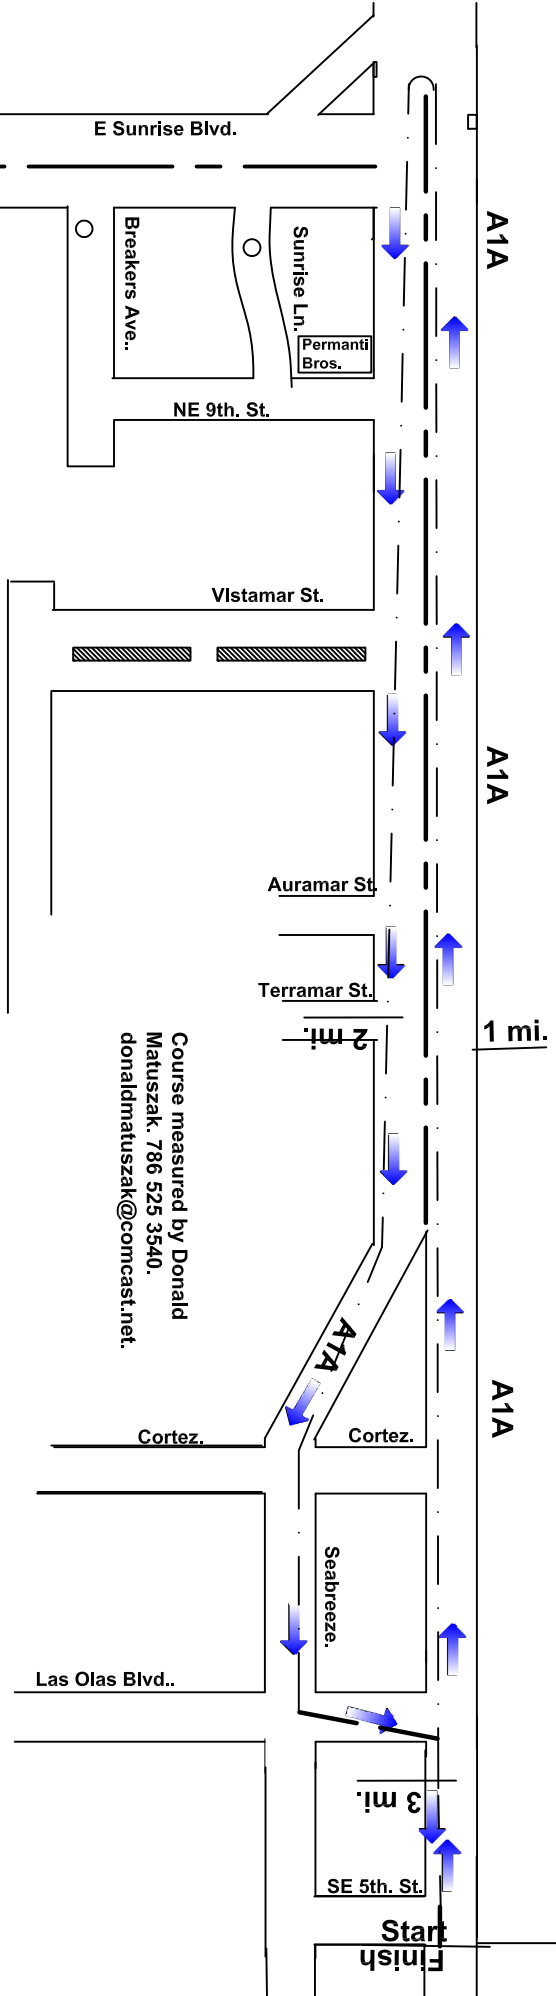 E Sunrise Blvd.
A1A
Breakers Ave..
Sunrise Ln.
Permanti
Bros.
NE 9th. St.
VIstamar St.
A1A
Auramar St.
Terramar St.
2 mi.
1 mi.
Course measured by Donald
Matuszak. 786 525 3540.
donaldmatuszak@comcast.net.
A1A
A1A
Cortez.
Cortez.
Seabreeze.
Las Olas Blvd..
3 mi.
SE 5th. St.
Start
Finish